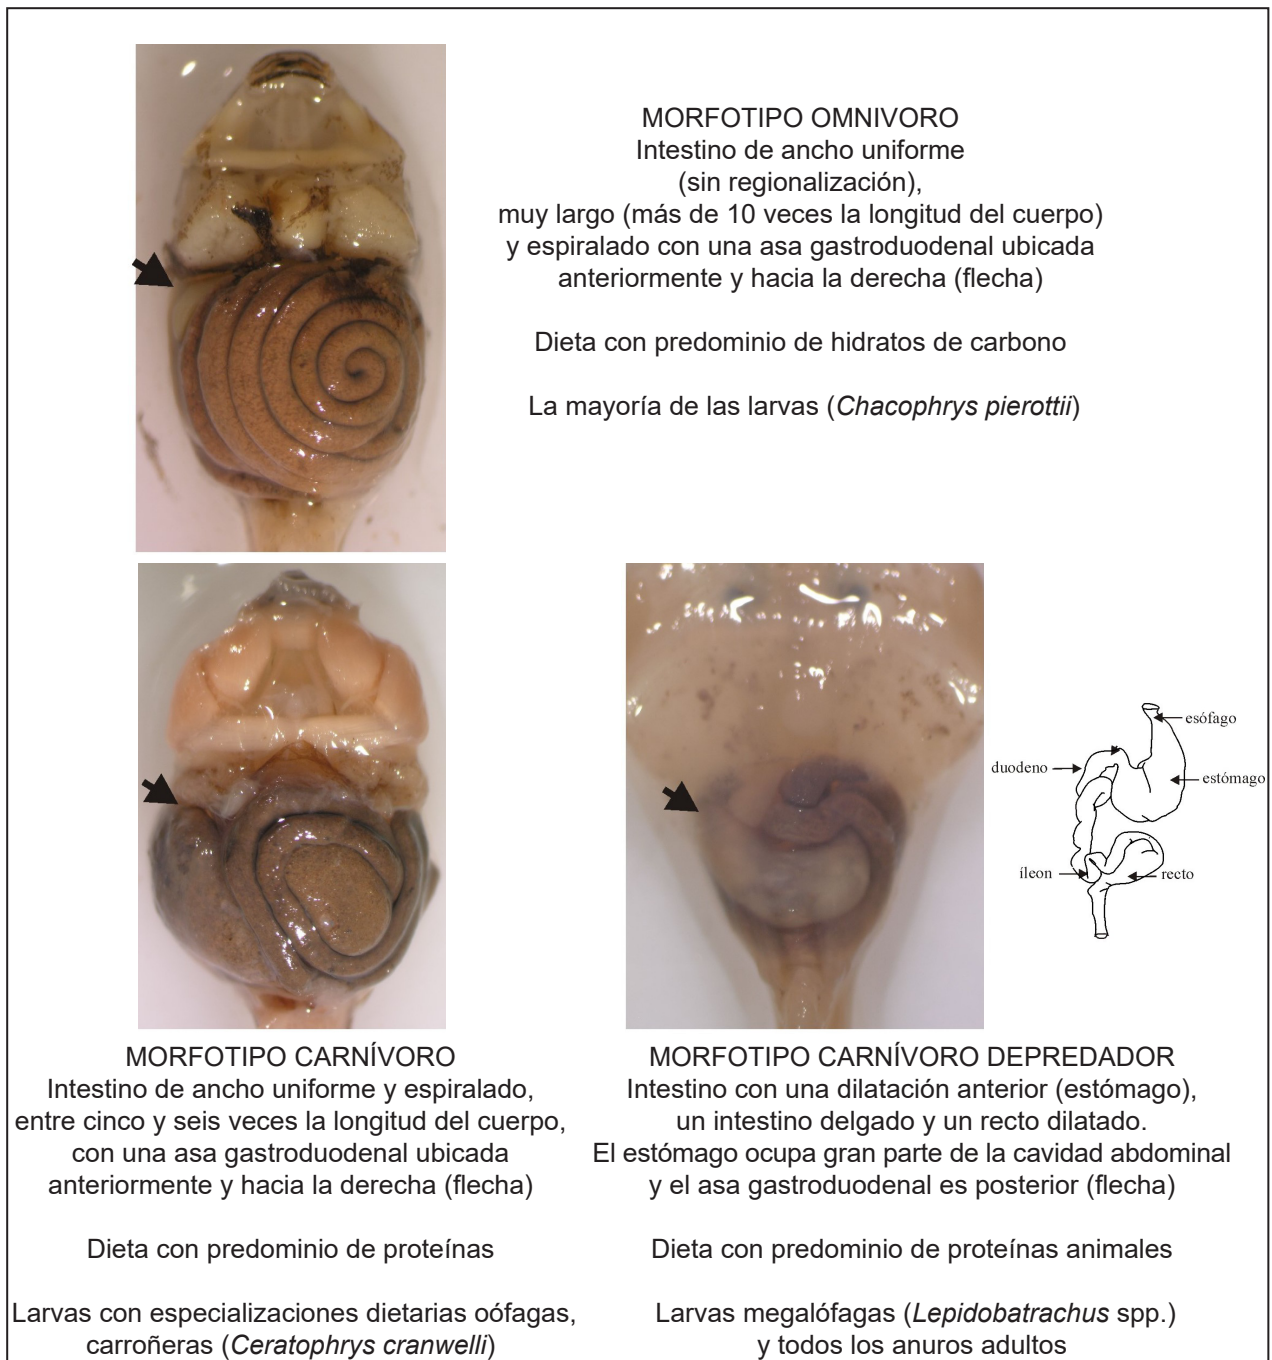 MORFOTIPO OMNIVORO
Intestino de ancho uniforme
(sin regionalización),
muy largo (más de 10 veces la longitud del cuerpo)
y espiralado con una asa gastroduodenal ubicada
anteriormente y hacia la derecha (flecha)
Dieta con predominio de hidratos de carbono
La mayoría de las larvas (Chacophrys pierottii)
esófago
duodeno
estómago
íleon
recto
MORFOTIPO CARNÍVORO
Intestino de ancho uniforme y espiralado,
entre cinco y seis veces la longitud del cuerpo,
con una asa gastroduodenal ubicada
anteriormente y hacia la derecha (flecha)
Dieta con predominio de proteínas
Larvas con especializaciones dietarias oófagas,
carroñeras (Ceratophrys cranwelli)
MORFOTIPO CARNÍVORO DEPREDADOR
Intestino con una dilatación anterior (estómago),
un intestino delgado y un recto dilatado.
El estómago ocupa gran parte de la cavidad abdominal
y el asa gastroduodenal es posterior (flecha)
Dieta con predominio de proteínas animales
Larvas megalófagas (Lepidobatrachus spp.)
y todos los anuros adultos